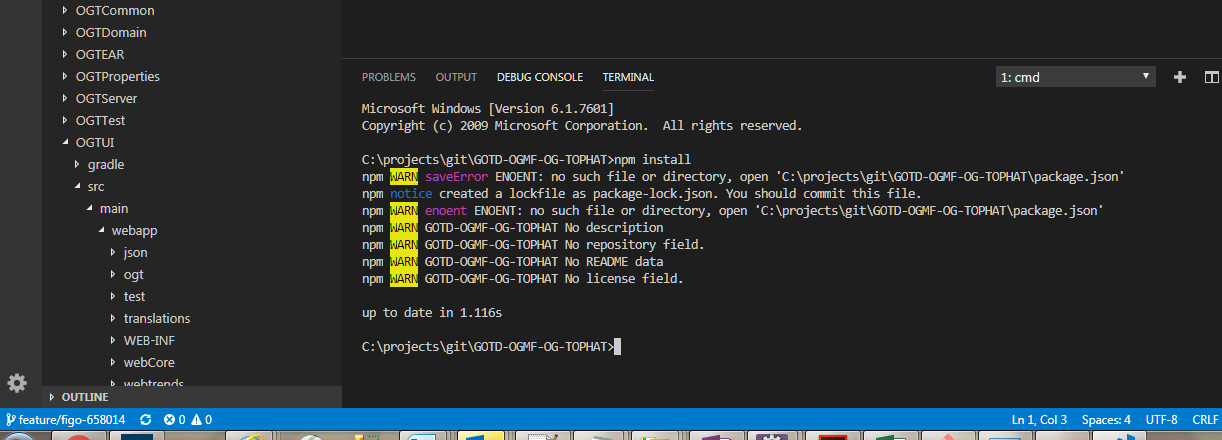 OGTCommon
OGTDomain
OGTEAR
OGTProperties
OGTServer
OGTTest
OGTUI
gradle
src
main
webapp
json
ogt
test
translations
WEB-INF
webCore
webtrends
OUTLINE
PROBLEMS OUTPUT DEBUG CONSOLE TERMINAL
1: cmd
Microsoft Windows [Version 6.1.7601]
Copyright (c) 2009 Microsoft Corporation.  All rights reserved.
C:\projects\git\GOTD-OGMF-OG-TOPHAT>npm install
npm WARN saveError ENOENT: no such file or directory, open 'C:\projects\git\GOTD-OGMF-OG-TOPHAT\package.json'
npm notice created a lockfile as package-lock.json. You should commit this file.
npm WARN enoent ENOENT: no such file or directory, open 'C:\projects\git\GOTD-OGMF-OG-TOPHAT\package.json'
npm WARN GOTD-OGMF-OG-TOPHAT No description
npm WARN GOTD-OGMF-OG-TOPHAT No repository field.
npm WARN GOTD-OGMF-OG-TOPHAT No README data
npm WARN GOTD-OGMF-OG-TOPHAT No license field.
up to date in 1.116s
C:\projects\git\GOTD-OGMF-OG-TOPHAT>
feature/figo-658014 0 0 Ln 1, Col 3 Spaces: 4 UTF-8 CRLF